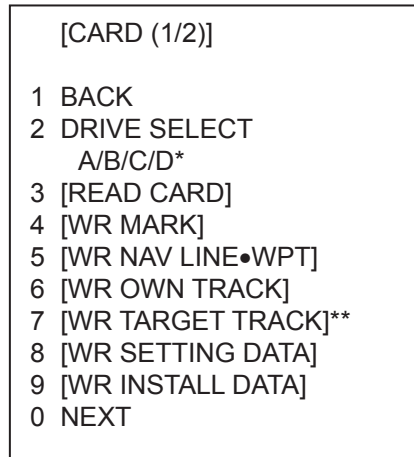 [CARD (1/2)]
1 BACK
2 DRIVE SELECT
A/B/C/D*
3 [READ CARD]
4 [WR MARK]
5 [WR NAV LINE•WPT]
6 [WR OWN TRACK]
7 [WR TARGET TRACK]**
8 [WR SETTING DATA]
9 [WR INSTALL DATA]
0 NEXT